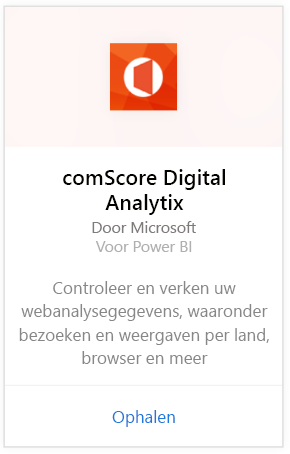 comScore Digital
Analytix
Door Microsoft
Voor Power BI
Controleer en verken uw
webanalysegegevens, waaronder
bezoeken en weergaven per land,
browser en meer
Ophalen